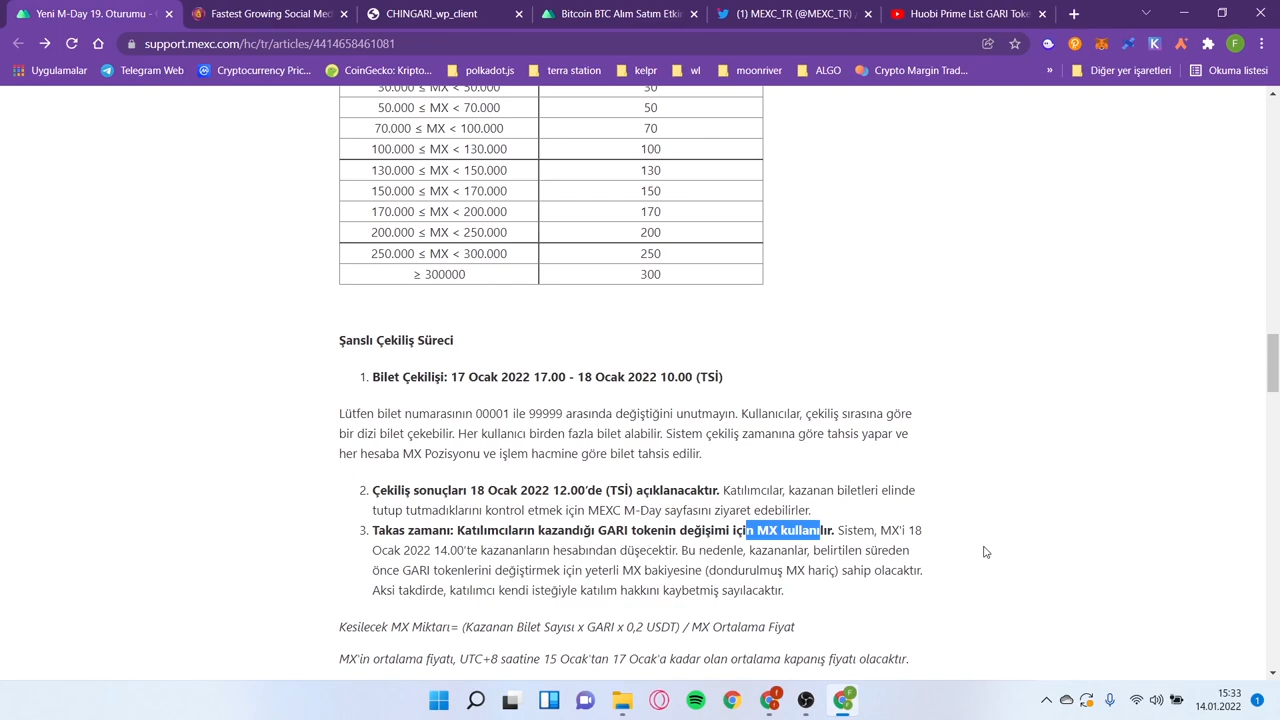 Yeni M-Day 19. Oturumu - G
Fastest Growing Social Med
CHINGARI_wp_client
Bitcoin BTC Alım Satım Etkin
(1) MEXC_TR (@MEXC_TR) /
Huobi Prime List GARI Toke
support.mexc.com/hc/tr/articles/4414658461081
F
Uygulamalar
Telegram Web
Cryptocurrency Pric...
CoinGecko: Kripto...
polkadot.js
terra station
kelpr
wl
moonriver
ALGO
Crypto Margin Trad...
»
Diğer yer işaretleri
Okuma listesi
30.000 ≤ MX < 50.000 30
50.000 ≤ MX < 70.000 50
70.000 ≤ MX < 100.000 70
100.000 ≤ MX < 130.000 100
130.000 ≤ MX < 150.000 130
150.000 ≤ MX < 170.000 150
170.000 ≤ MX < 200.000 170
200.000 ≤ MX < 250.000 200
250.000 ≤ MX < 300.000 250
≥ 300000 300
Şanslı Çekiliş Süreci
1. Bilet Çekilişi: 17 Ocak 2022 17.00 - 18 Ocak 2022 10.00 (TSİ)
Lütfen bilet numarasının 00001 ile 99999 arasında değiştiğini unutmayın. Kullanıcılar, çekiliş sırasına göre
bir dizi bilet çekebilir. Her kullanıcı birden fazla bilet alabilir. Sistem çekiliş zamanına göre tahsis yapar ve
her hesaba MX Pozisyonu ve işlem hacmine göre bilet tahsis edilir.
2. Çekiliş sonuçları 18 Ocak 2022 12.00’de (TSİ) açıklanacaktır. Katılımcılar, kazanan biletleri elinde
tutup tutmadıklarını kontrol etmek için MEXC M-Day sayfasını ziyaret edebilirler.
3. Takas zamanı: Katılımcıların kazandığı GARI tokenin değişimi için MX kullanılır. Sistem, MX'i 18
Ocak 2022 14.00’te kazananların hesabından düşecektir. Bu nedenle, kazananlar, belirtilen süreden
önce GARI tokenlerini değiştirmek için yeterli MX bakiyesine (dondurulmuş MX hariç) sahip olacaktır.
Aksi takdirde, katılımcı kendi isteğiyle katılım hakkını kaybetmiş sayılacaktır.
Kesilecek MX Miktarı= (Kazanan Bilet Sayısı x GARI x 0,2 USDT) / MX Ortalama Fiyat
MX'in ortalama fiyatı, UTC+8 saatine 15 Ocak'tan 17 Ocak'a kadar olan ortalama kapanış fiyatı olacaktır.
15:33
14.01.2022
1